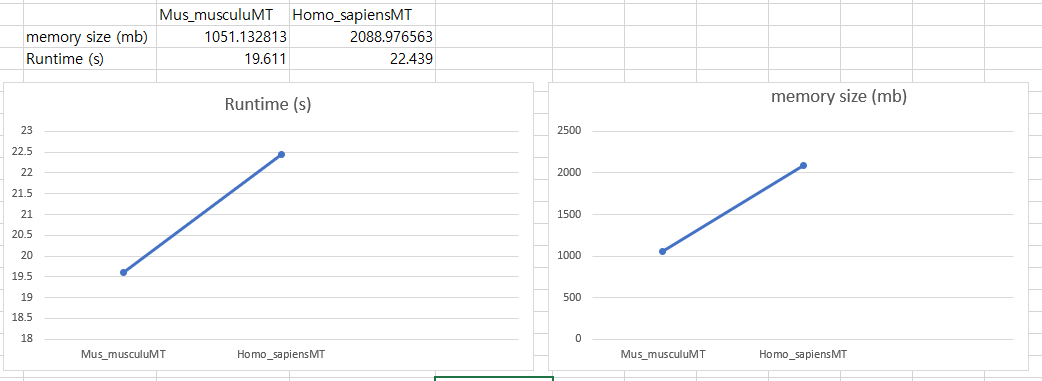 Mus_musculuMT Homo_sapiensMT
memory size (mb) 1051.132813 2088.976563
Runtime (s) 19.611 22.439
Runtime (s)
23
22.5
22
21.5
21
20.5
20
19.5
19
18.5
18
Mus_musculuMT Homo_sapiensMT
memory size (mb)
2500
2000
1500
1000
500
0
Mus_musculuMT Homo_sapiensMT